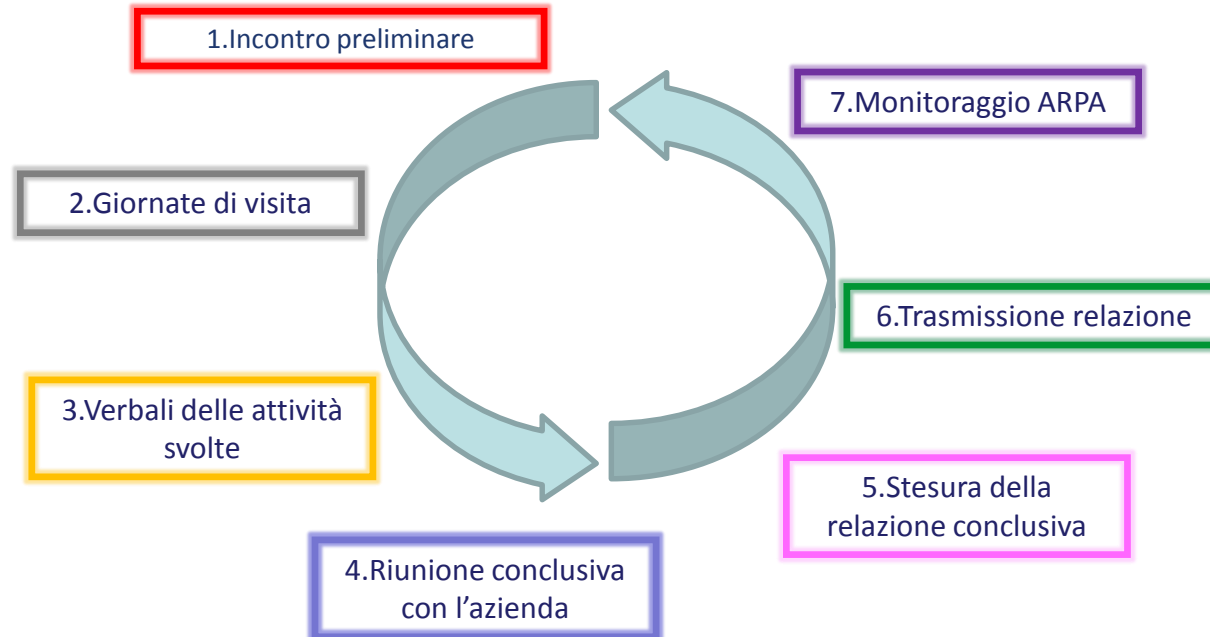 1.Incontro preliminare
2.Giornate di visita
3.Verbali delle attività
svolte
4.Riunione conclusiva
con l’azienda
5.Stesura della
relazione conclusiva
6.Trasmissione relazione
7.Monitoraggio ARPA